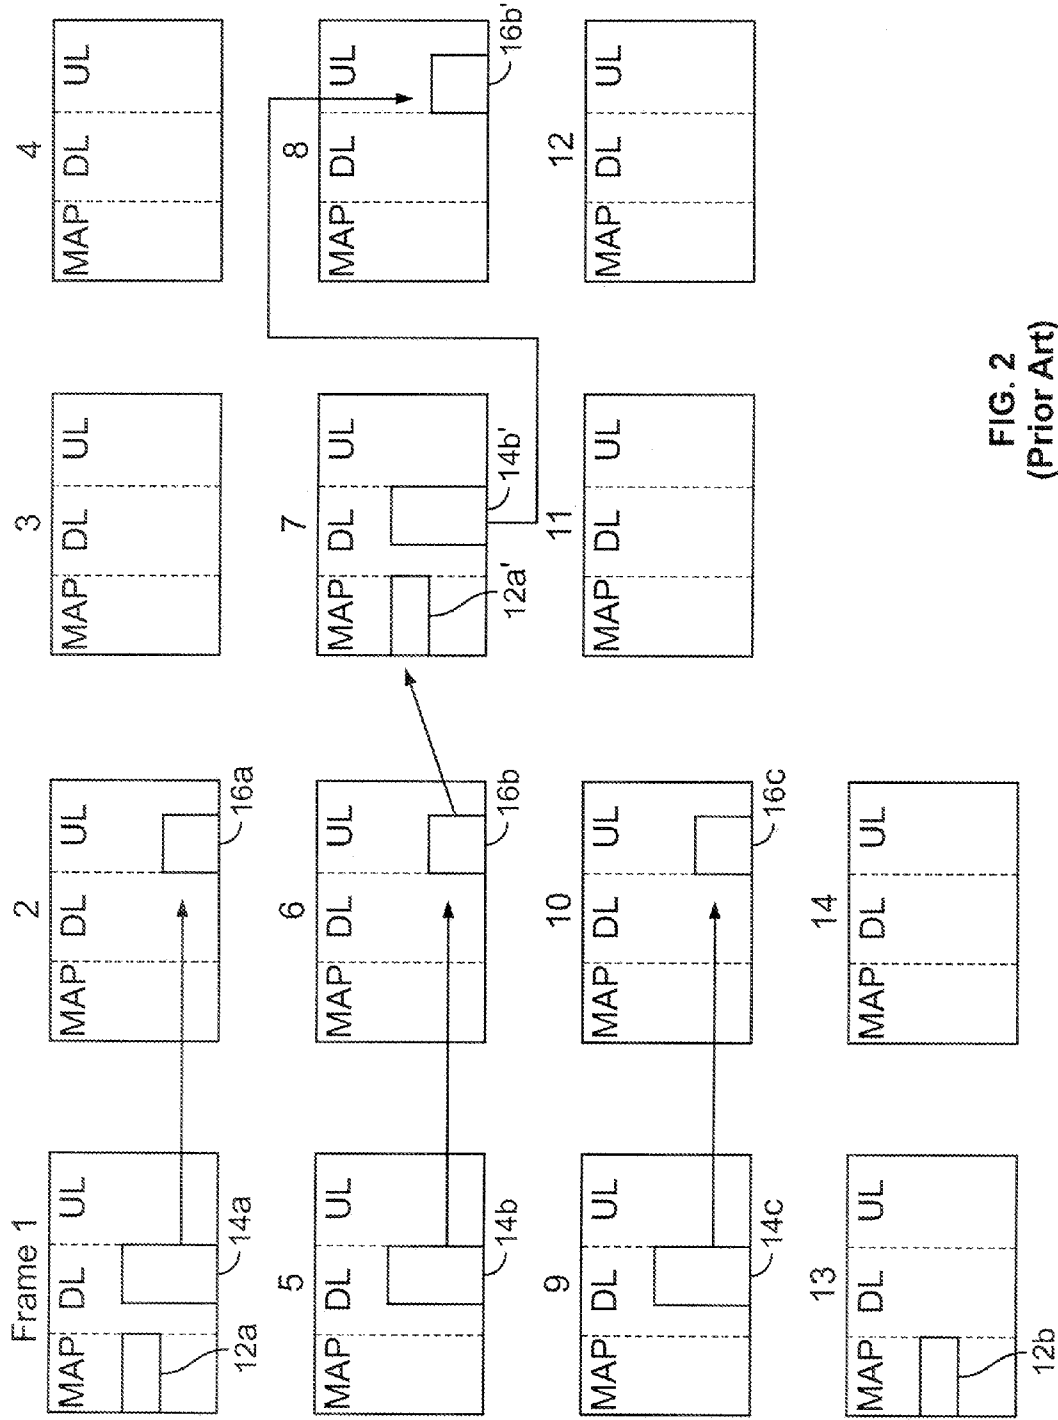 Frame 1 2 3 4
MAP DL UL MAP DL UL MAP DL UL MAP DL UL
12a 14a 16a
5 6 7 8
MAP DL UL MAP DL UL MAP DL UL MAP DL UL
14b 16b 12a' 14b' 16b'
9 10 11 12
MAP DL UL MAP DL UL MAP DL UL MAP DL UL
14c 16c
13 14
MAP DL UL MAP DL UL
12b
FIG. 2
(Prior Art)